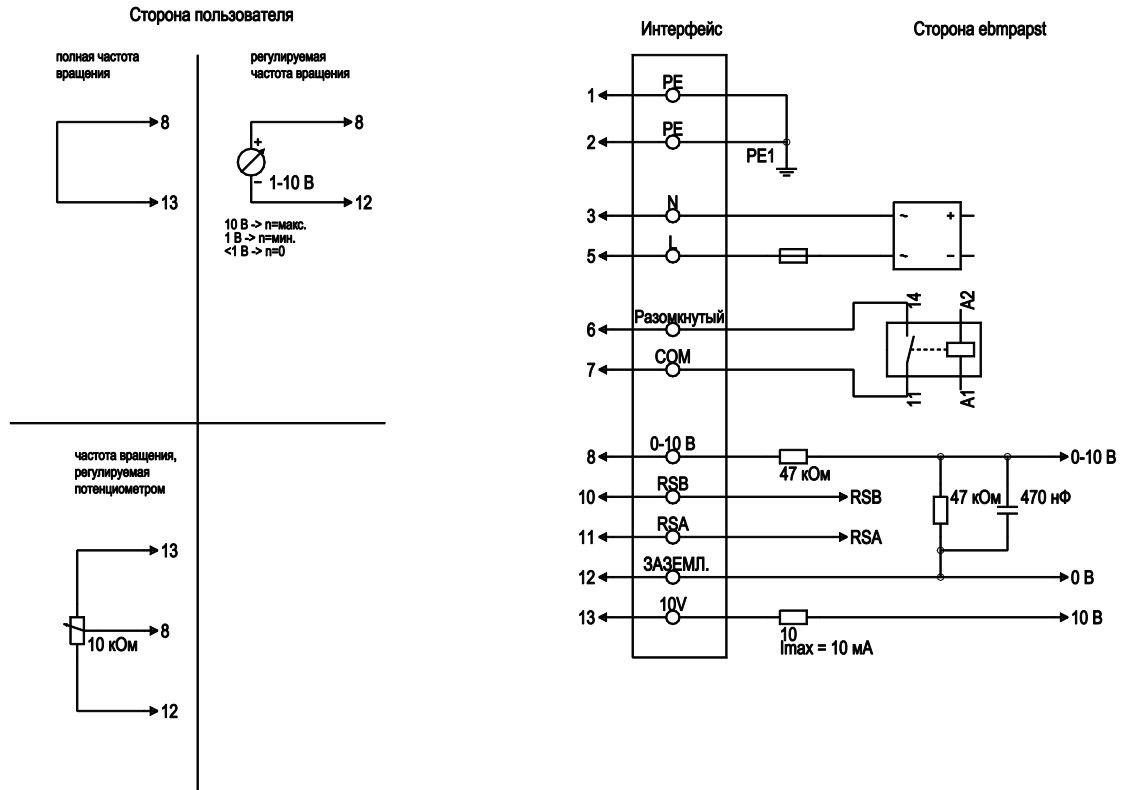 Сторона пользователя
полная частота
вращения
8
13
регулируемая
частота вращения
8
+
− 1-10 В
12
10 В -> n=макс.
1 В -> n=мин.
<1 В -> n=0
частота вращения,
регулируемая
потенциометром
13
8
10 кОм
12
Интерфейс
Сторона ebmpapst
1 PE
2 PE
PE1
3 N ~ +
5 L ~ −
14 A2
6 Разомкнутый
7 COM
11 A1
8 0-10 В 47 кОм 0-10 В
10 RSB RSB
47 кОм 470 нФ
11 RSA RSA
12 ЗАЗЕМЛ. 0 В
13 10V 10 10 В
Imax = 10 мА